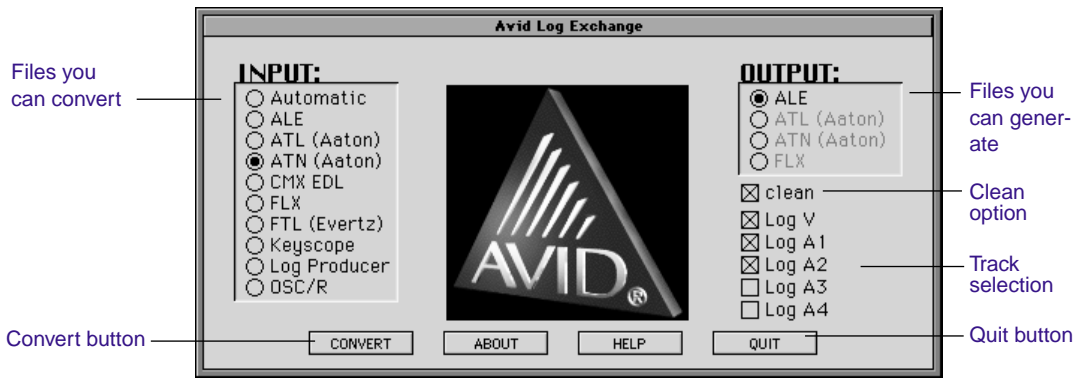 Avid Log Exchange
Files you
can convert
INPUT:
Automatic
ALE
ATL (Aaton)
ATN (Aaton)
CMX EDL
FLX
FTL (Evertz)
Keyscope
Log Producer
OSC/R
AVID®
OUTPUT:
ALE
ATL (Aaton)
ATN (Aaton)
FLX
clean
Log V
Log A1
Log A2
Log A3
Log A4
Files you
can gener-
ate
Clean
option
Track
selection
Convert button
CONVERT
ABOUT
HELP
QUIT
Quit button